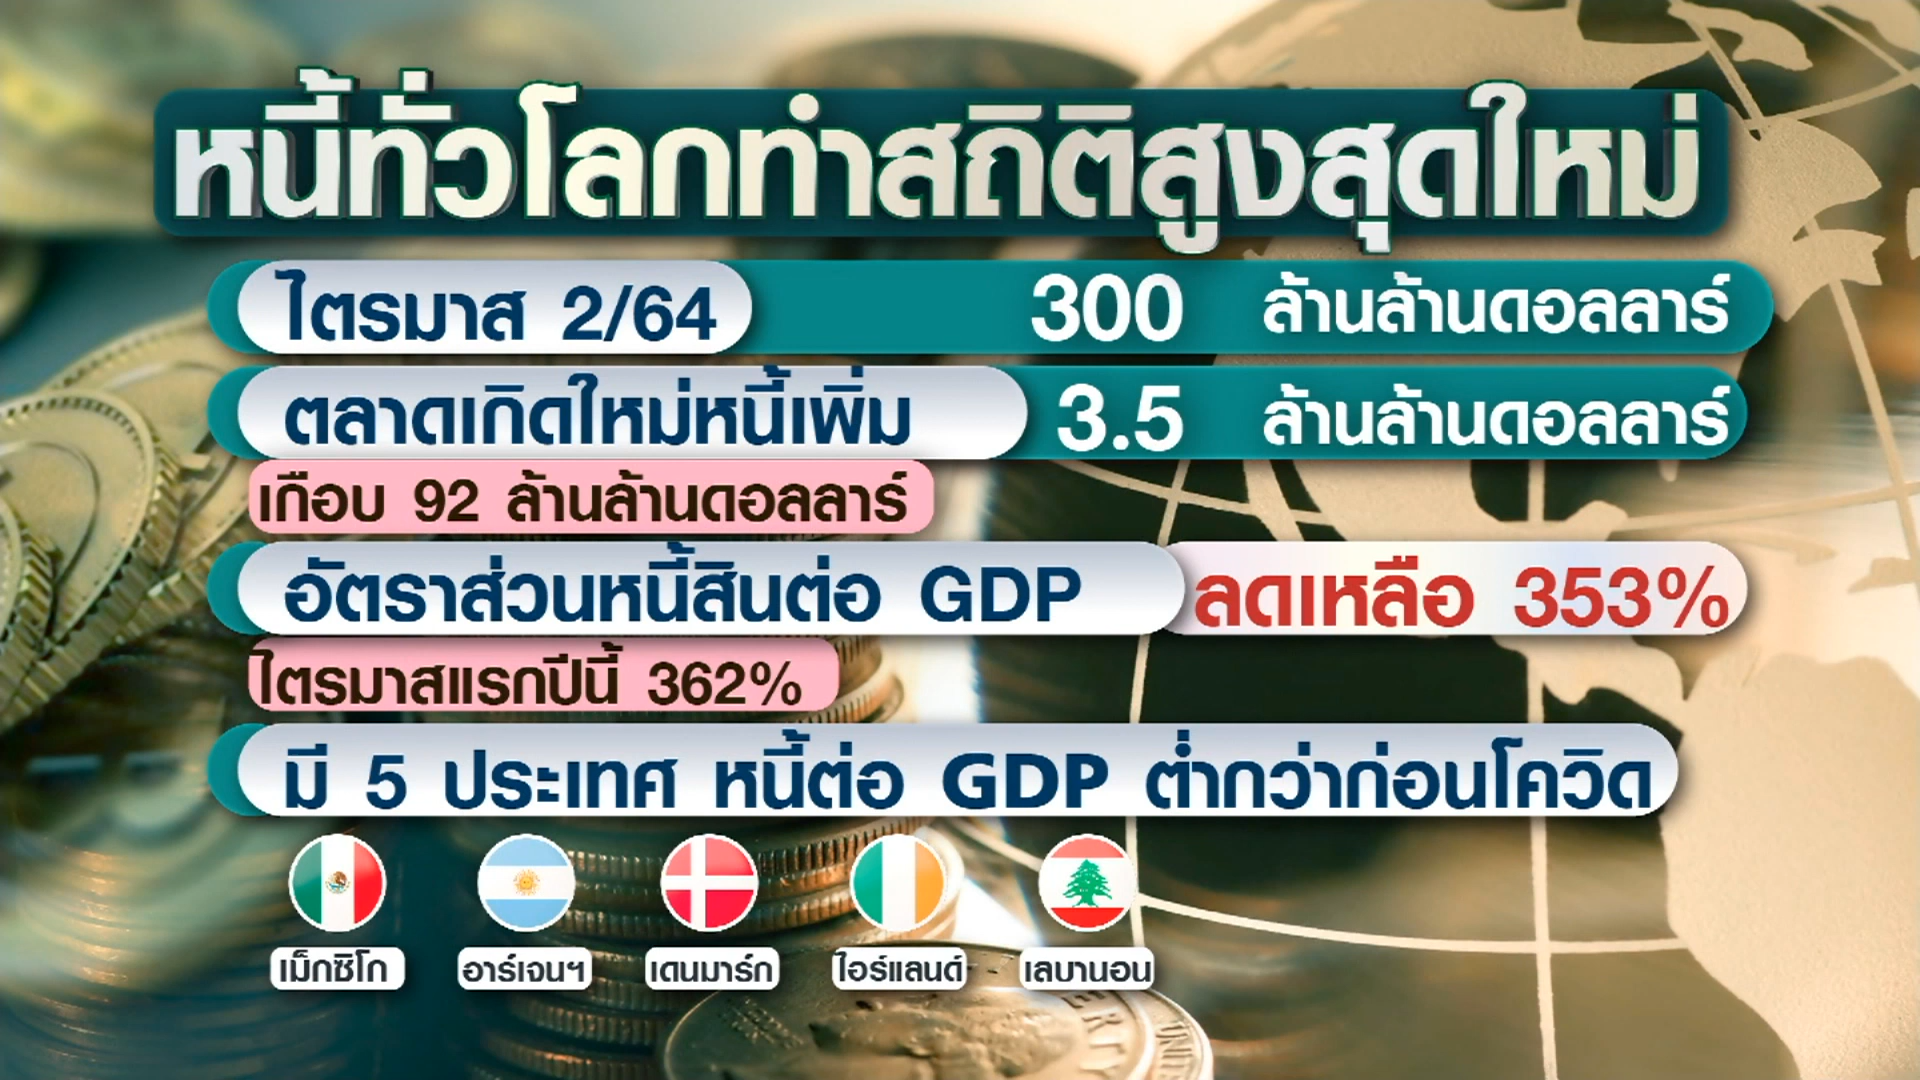 หนี้ทั่วโลกทำสถิติสูงสุดใหม่
ไตรมาส 2/64 300 ล้านล้านดอลลาร์
ตลาดเกิดใหม่หนี้เพิ่ม 3.5 ล้านล้านดอลลาร์
เกือบ 92 ล้านล้านดอลลาร์
อัตราส่วนหนี้สินต่อ GDP ลดเหลือ 353%
ไตรมาสแรกปีนี้ 362%
มี 5 ประเทศ หนี้ต่อ GDP ต่ำกว่าก่อนโควิด
เม็กซิโก อาร์เจนฯ เดนมาร์ก ไอร์แลนด์ เลบานอน